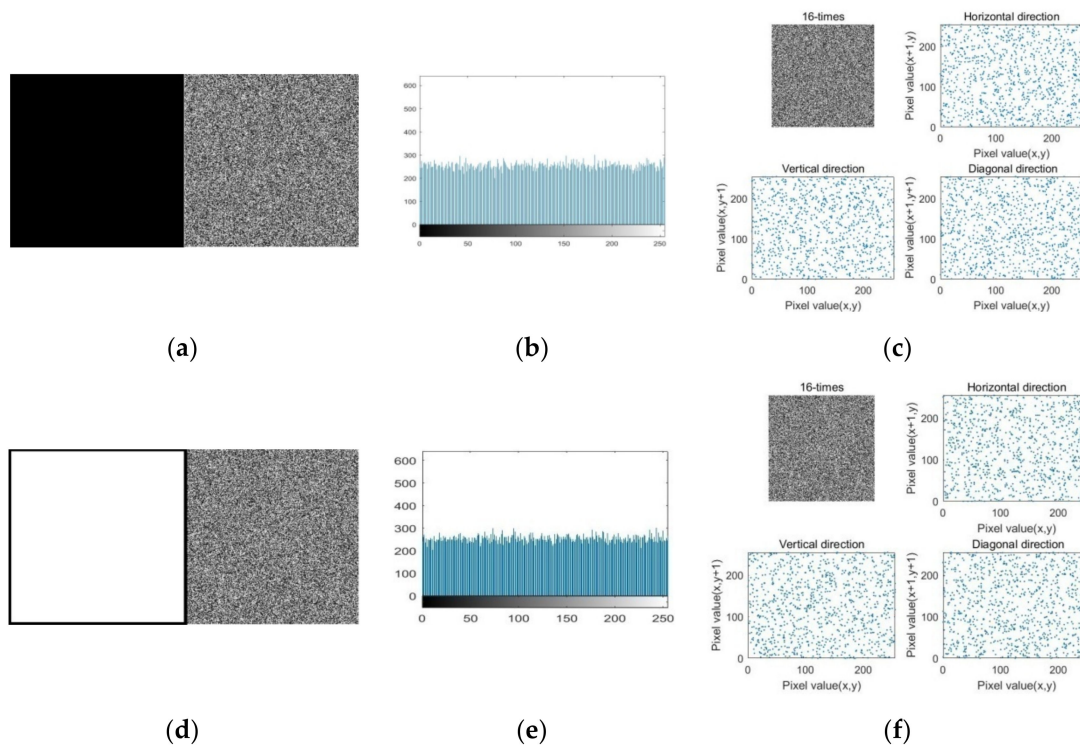 16-times
Horizontal direction
Pixel value(x+1,y)
200
100
0
100
200
Pixel value(x,y)
600
500
400
300
200
100
0
0
50
100
150
200
250
Vertical direction
Pixel value(x,y+1)
200
100
0
0
100
200
Pixel value(x,y)
Diagonal direction
Pixel value(x+1,y+1)
200
100
0
0
100
200
Pixel value(x,y)
(a)
(b)
(c)
16-times
Horizontal direction
Pixel value(x+1,y)
200
100
0
0
100
200
Pixel value(x,y)
600
500
400
300
200
100
0
0
50
100
150
200
250
Vertical direction
Pixel value(x,y+1)
200
100
0
0
100
200
Pixel value(x,y)
Diagonal direction
Pixel value(x+1,y+1)
200
100
0
0
100
200
Pixel value(x,y)
(d)
(e)
(f)